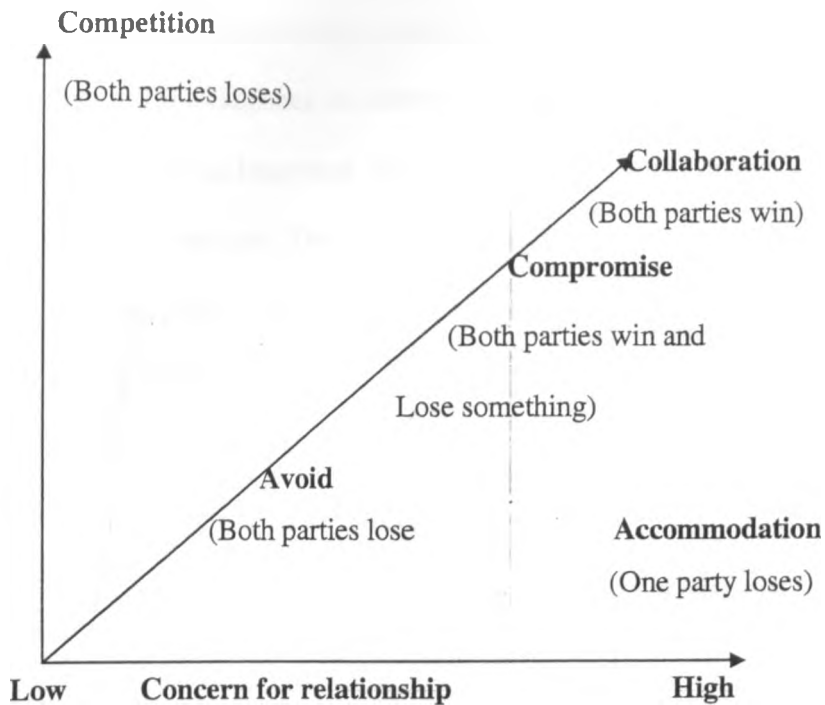 Competition
(Both parties loses)
Collaboration
(Both parties win)
Compromise
(Both parties win and
Lose something)
Avoid
(Both parties lose
Accommodation
(One party loses)
Low Concern for relationship High